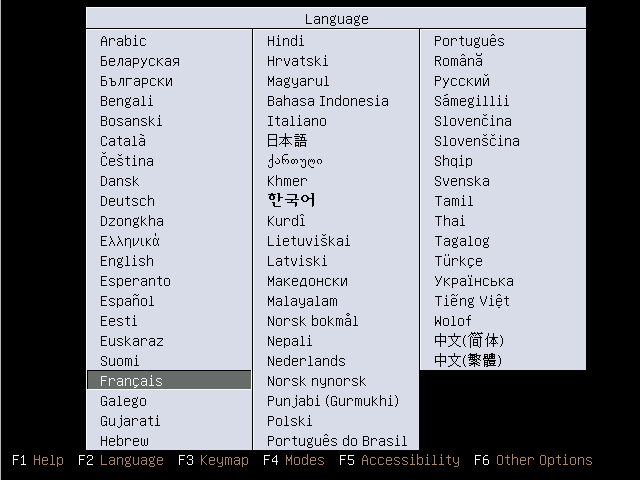 Language
Arabic
Беларуская
Български
Bengali
Bosanski
Català
Čeština
Dansk
Deutsch
Dzongkha
Ελληνικά
English
Esperanto
Español
Eesti
Euskaraz
Suomi
Français
Galego
Gujarati
Hebrew
Hindi
Hrvatski
Magyarul
Bahasa Indonesia
Italiano
日本語
ქართული
Khmer
한국어
Kurdî
Lietuviškai
Latviski
Македонски
Malayalam
Norsk bokmål
Nepali
Nederlands
Norsk nynorsk
Punjabi (Gurmukhi)
Polski
Português do Brasil
Português
Română
Русский
Sámegillii
Slovenčina
Slovenščina
Shqip
Svenska
Tamil
Thai
Tagalog
Türkçe
Українська
Tiếng Việt
Wolof
中文(简体)
中文(繁體)
F1 Help F2 Language F3 Keymap F4 Modes F5 Accessibility F6 Other Options